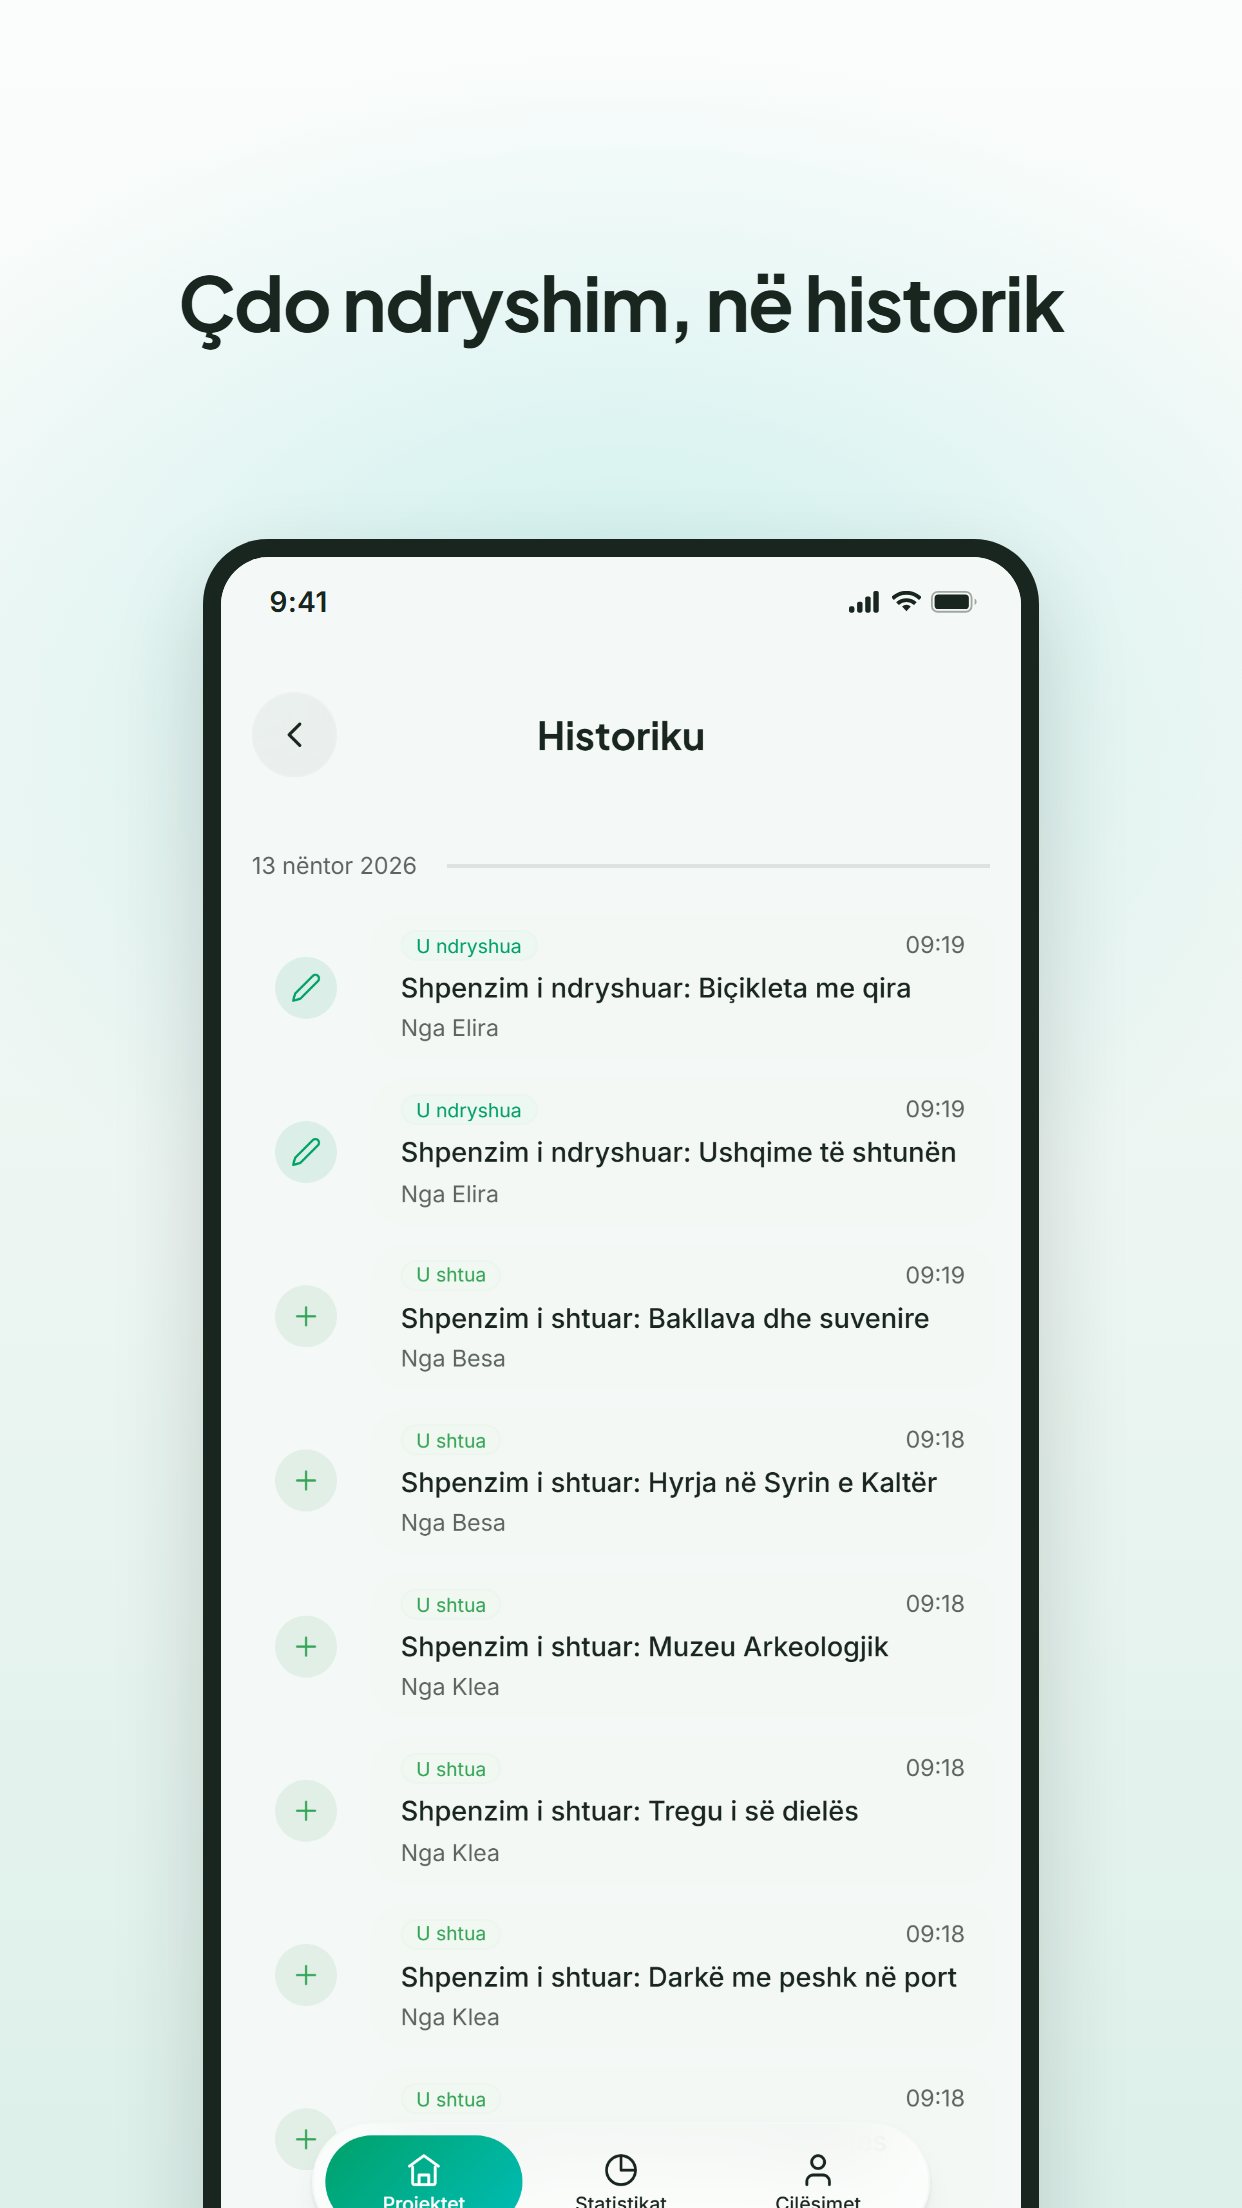 Çdo ndryshim, në historik
9:41
Historiku
13 nëntor 2026
U ndryshua
09:19
Shpenzim i ndryshuar: Biçikleta me qira
Nga Elira
U ndryshua
09:19
Shpenzim i ndryshuar: Ushqime të shtunën
Nga Elira
U shtua
09:19
Shpenzim i shtuar: Bakllava dhe suvenire
Nga Besa
U shtua
09:18
Shpenzim i shtuar: Hyrja në Syrin e Kaltër
Nga Besa
U shtua
09:18
Shpenzim i shtuar: Muzeu Arkeologjik
Nga Klea
U shtua
09:18
Shpenzim i shtuar: Tregu i së dielës
Nga Klea
U shtua
09:18
Shpenzim i shtuar: Darkë me peshk në port
Nga Klea
U shtua
09:18
Projektet
Statistikat
Cilësimet